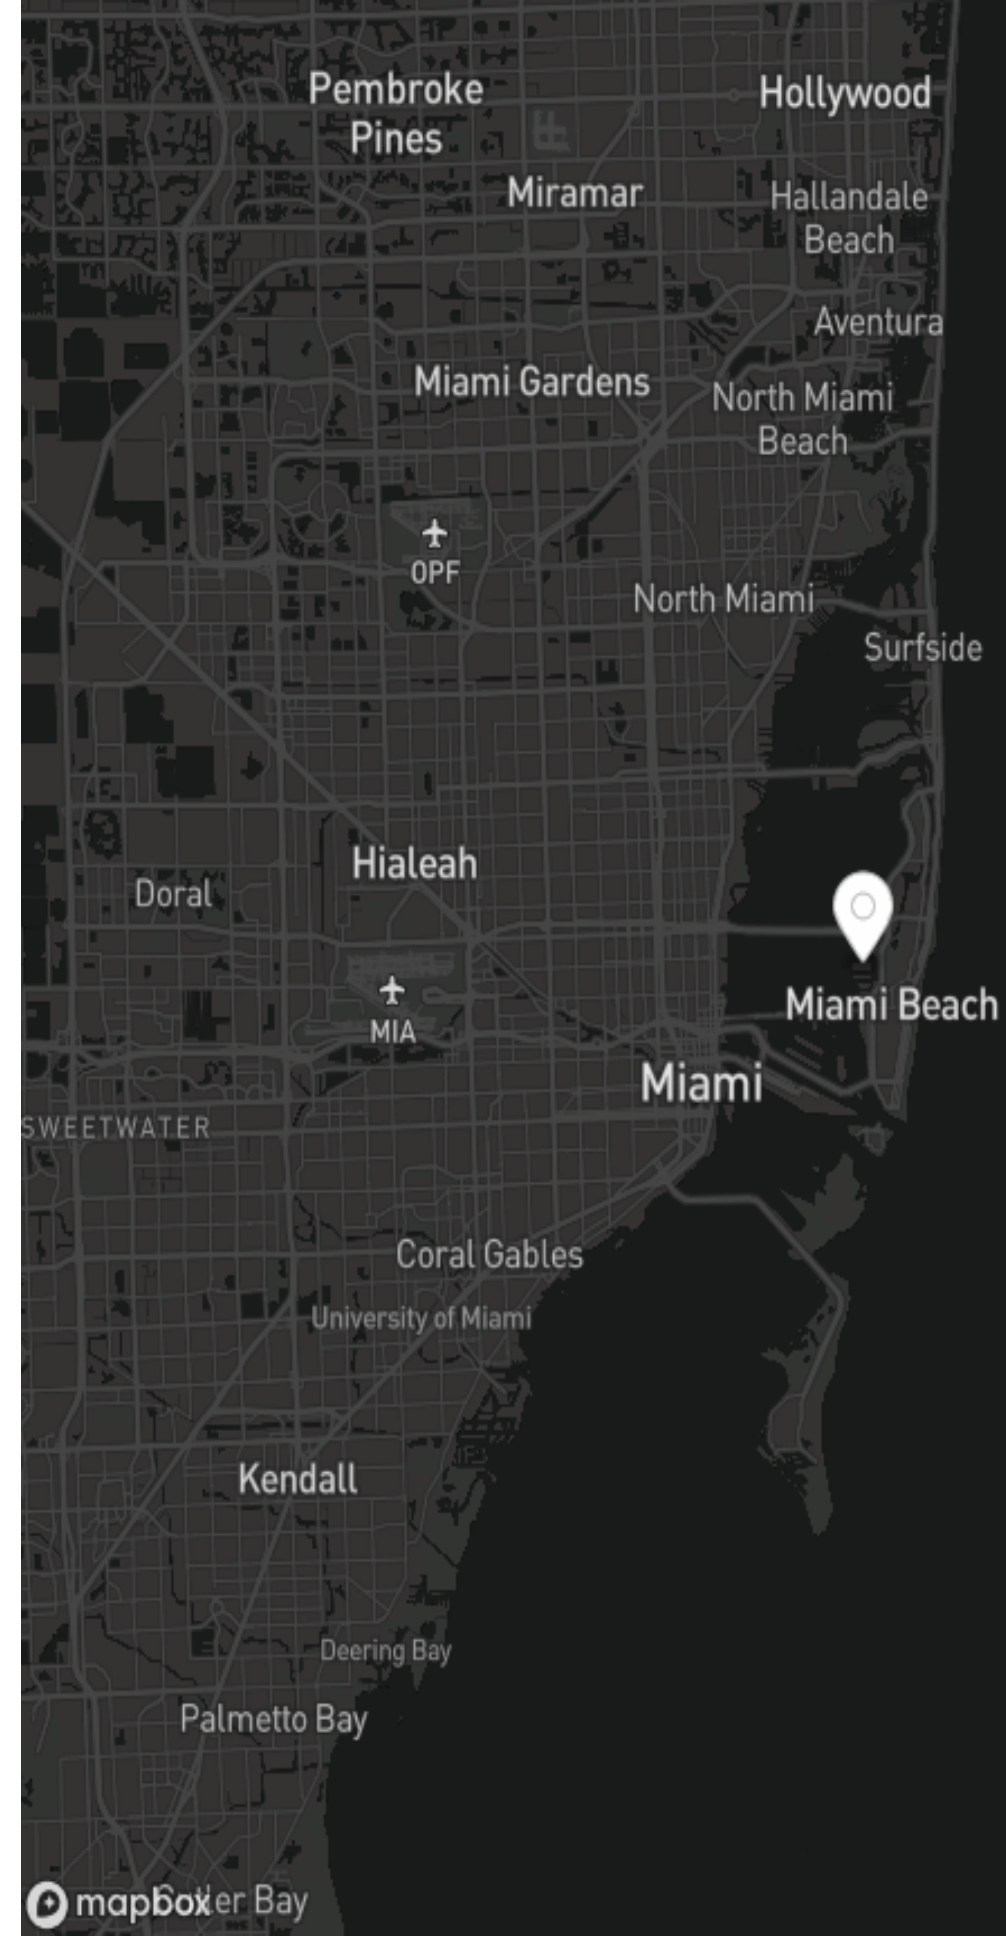 Pembroke
Pines
Hollywood
Miramar
Hallandale
Beach
Aventura
Miami Gardens
North Miami
Beach
OPF
North Miami
Surfside
Hialeah
Doral
MIA
Miami Beach
Miami
SWEETWATER
Coral Gables
University of Miami
Kendall
Deering Bay
Palmetto Bay
mapbox
Bay